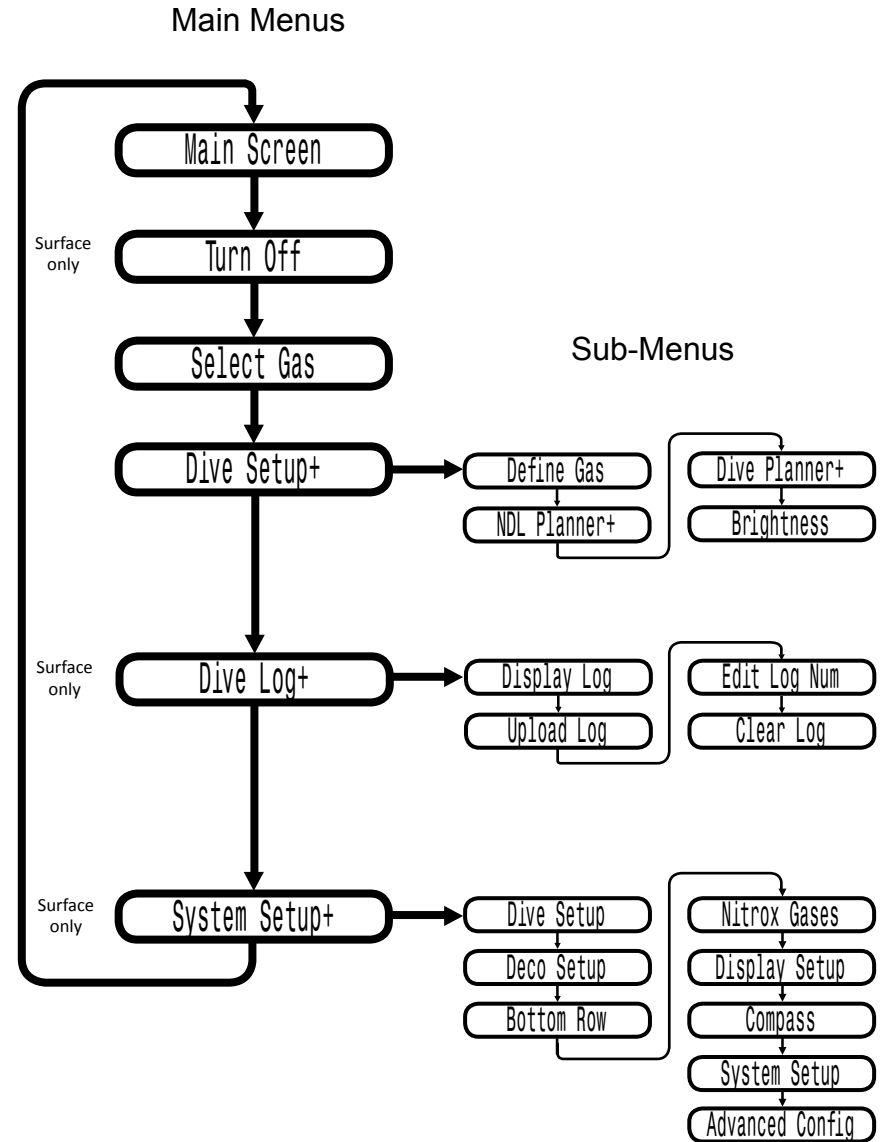 Main Menus
Main Screen
Surface
only
Turn Off
Select Gas
Sub-Menus
Dive Setup+
Define Gas
NDL Planner+
Dive Planner+
Brightness
Surface
only
Dive Log+
Display Log
Upload Log
Edit Log Num
Clear Log
Surface
only
System Setup+
Dive Setup
Deco Setup
Bottom Row
Nitrox Gases
Display Setup
Compass
System Setup
Advanced Config